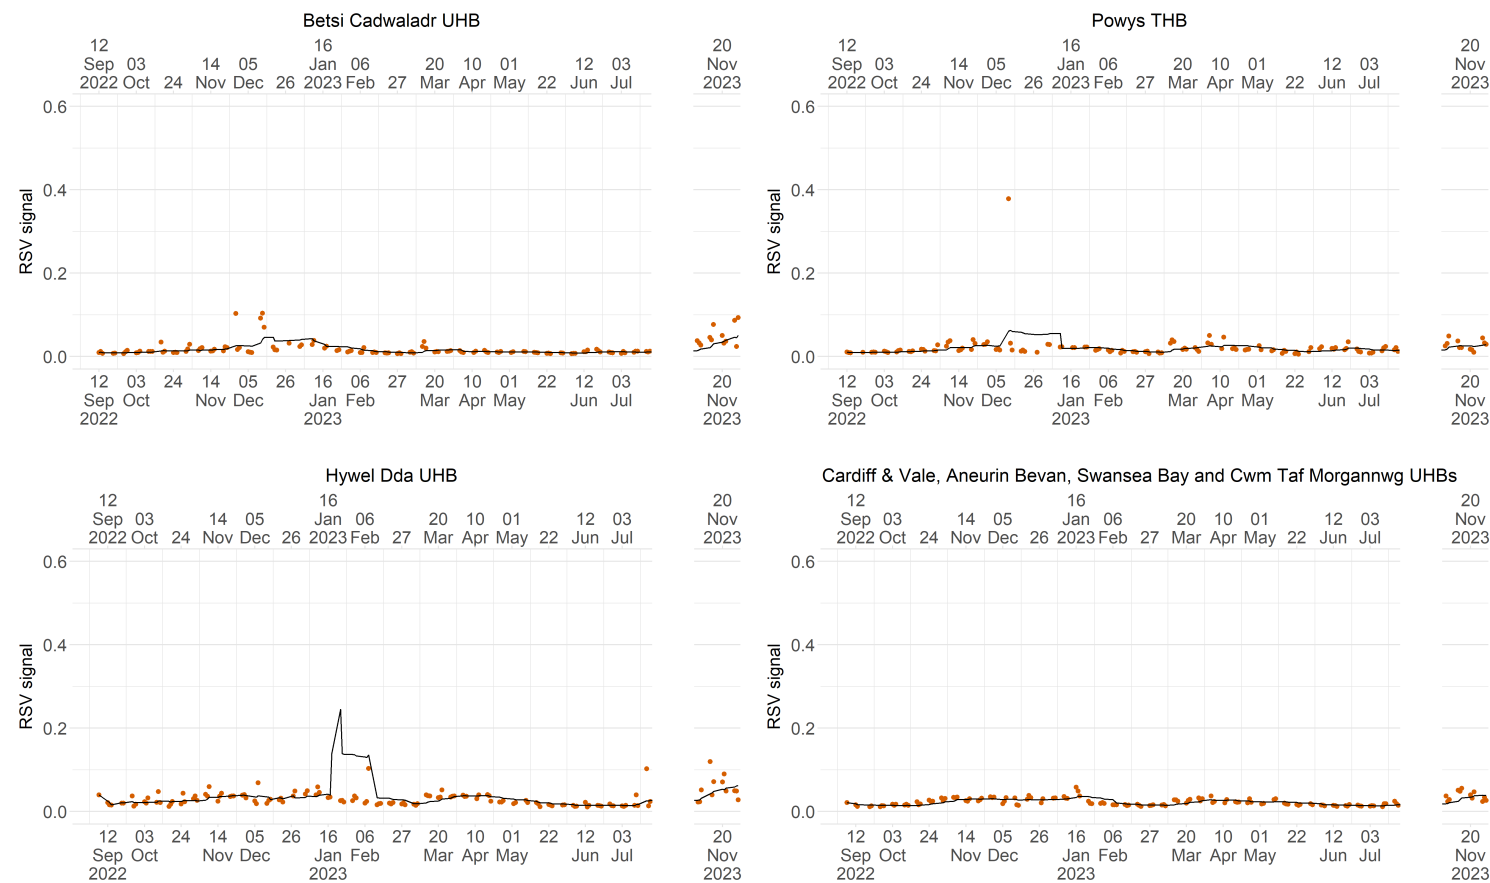 Betsi Cadwaladr UHB
12 16 20
Sep 03 14 05 Jan 06 20 10 01 12 03 Nov
2022 Oct 24 Nov Dec 26 2023 Feb 27 Mar Apr May 22 Jun Jul 2023
0.6
0.4
0.2
0.0
RSV signal
12 03 24 14 05 26 16 06 27 20 10 01 22 12 03 20
Sep Oct Nov Dec Jan Feb Mar Apr May Jun Jul Nov
2022 2023 2023
Powys THB
12 16 20
Sep 03 14 05 Jan 06 20 10 01 12 03 Nov
2022 Oct 24 Nov Dec 26 2023 Feb 27 Mar Apr May 22 Jun Jul 2023
0.6
0.4
0.2
0.0
RSV signal
12 03 24 14 05 26 16 06 27 20 10 01 22 12 03 20
Sep Oct Nov Dec Jan Feb Mar Apr May Jun Jul Nov
2022 2023 2023
Hywel Dda UHB
12 16 20
Sep 03 14 05 Jan 06 20 10 01 12 03 Nov
2022 Oct 24 Nov Dec 26 2023 Feb 27 Mar Apr May 22 Jun Jul 2023
0.6
0.4
0.2
0.0
RSV signal
12 03 24 14 05 26 16 06 27 20 10 01 22 12 03 20
Sep Oct Nov Dec Jan Feb Mar Apr May Jun Jul Nov
2022 2023 2023
Cardiff & Vale, Aneurin Bevan, Swansea Bay and Cwm Taf Morgannwg UHBs
12 16 20
Sep 03 14 05 Jan 06 20 10 01 12 03 Nov
2022 Oct 24 Nov Dec 26 2023 Feb 27 Mar Apr May 22 Jun Jul 2023
0.6
0.4
0.2
0.0
RSV signal
12 03 24 14 05 26 16 06 27 20 10 01 22 12 03 20
Sep Oct Nov Dec Jan Feb Mar Apr May Jun Jul Nov
2022 2023 2023